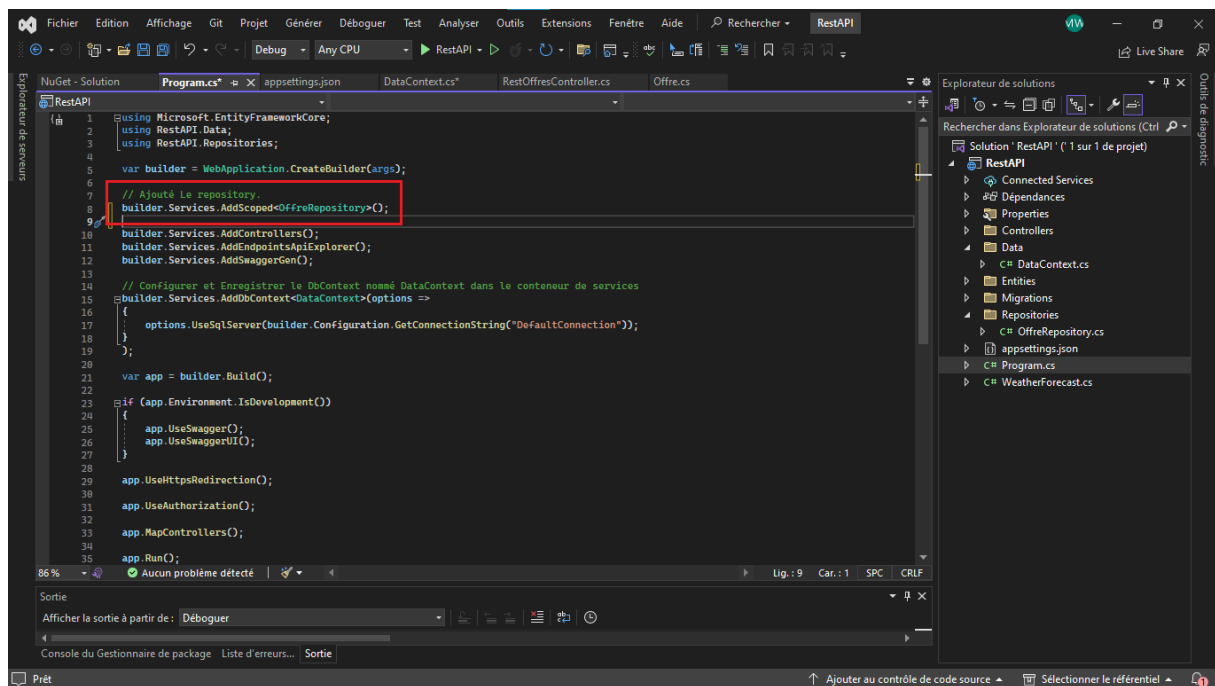 Fichier Edition Affichage Git Projet Générer Déboguer Test Analyser Outils Extensions Fenêtre Aide Rechercher RestAPI
Debug Any CPU RestAPI Live Share
NuGet - Solution Program.cs* appsettings.json DataContext.cs* RestOffresController.cs Offre.cs
RestAPI
1 using Microsoft.EntityFrameworkCore;
2 using RestAPI.Data;
3 using RestAPI.Repositories;
4
5 var builder = WebApplication.CreateBuilder(args);
6
7 // Ajouté Le repository.
8 builder.Services.AddScoped<OffreRepository>();
9
10 builder.Services.AddControllers();
11 builder.Services.AddEndpointsApiExplorer();
12 builder.Services.AddSwaggerGen();
13
14 // Configurer et Enregistrer le DbContext nommé DataContext dans le conteneur de services
15 builder.Services.AddDbContext<DataContext>(options =>
16 {
17 options.UseSqlServer(builder.Configuration.GetConnectionString("DefaultConnection"));
18 }
19 );
20
21 var app = builder.Build();
22
23 if (app.Environment.IsDevelopment())
24 {
25 app.UseSwagger();
26 app.UseSwaggerUI();
27 }
28
29 app.UseHttpsRedirection();
30
31 app.UseAuthorization();
32
33 app.MapControllers();
34
35 app.Run();
86 % Aucun problème détecté Lig. : 9 Car. : 1 SPC CRLF
Sortie
Afficher la sortie à partir de : Déboguer
Console du Gestionnaire de package Liste d'erreurs... Sortie
Explorateur de solutions
Rechercher dans Explorateur de solutions (Ctrl
Solution ' RestAPI ' (' 1 sur 1 de projet)
RestAPI
Connected Services
Dépendances
Properties
Controllers
Data
C# DataContext.cs
Entities
Migrations
Repositories
C# OffreRepository.cs
appsettings.json
C# Program.cs
C# WeatherForecast.cs
Explorateur de serveurs
Outils de diagnostic
Prêt Ajouter au contrôle de code source Sélectionner le référentiel